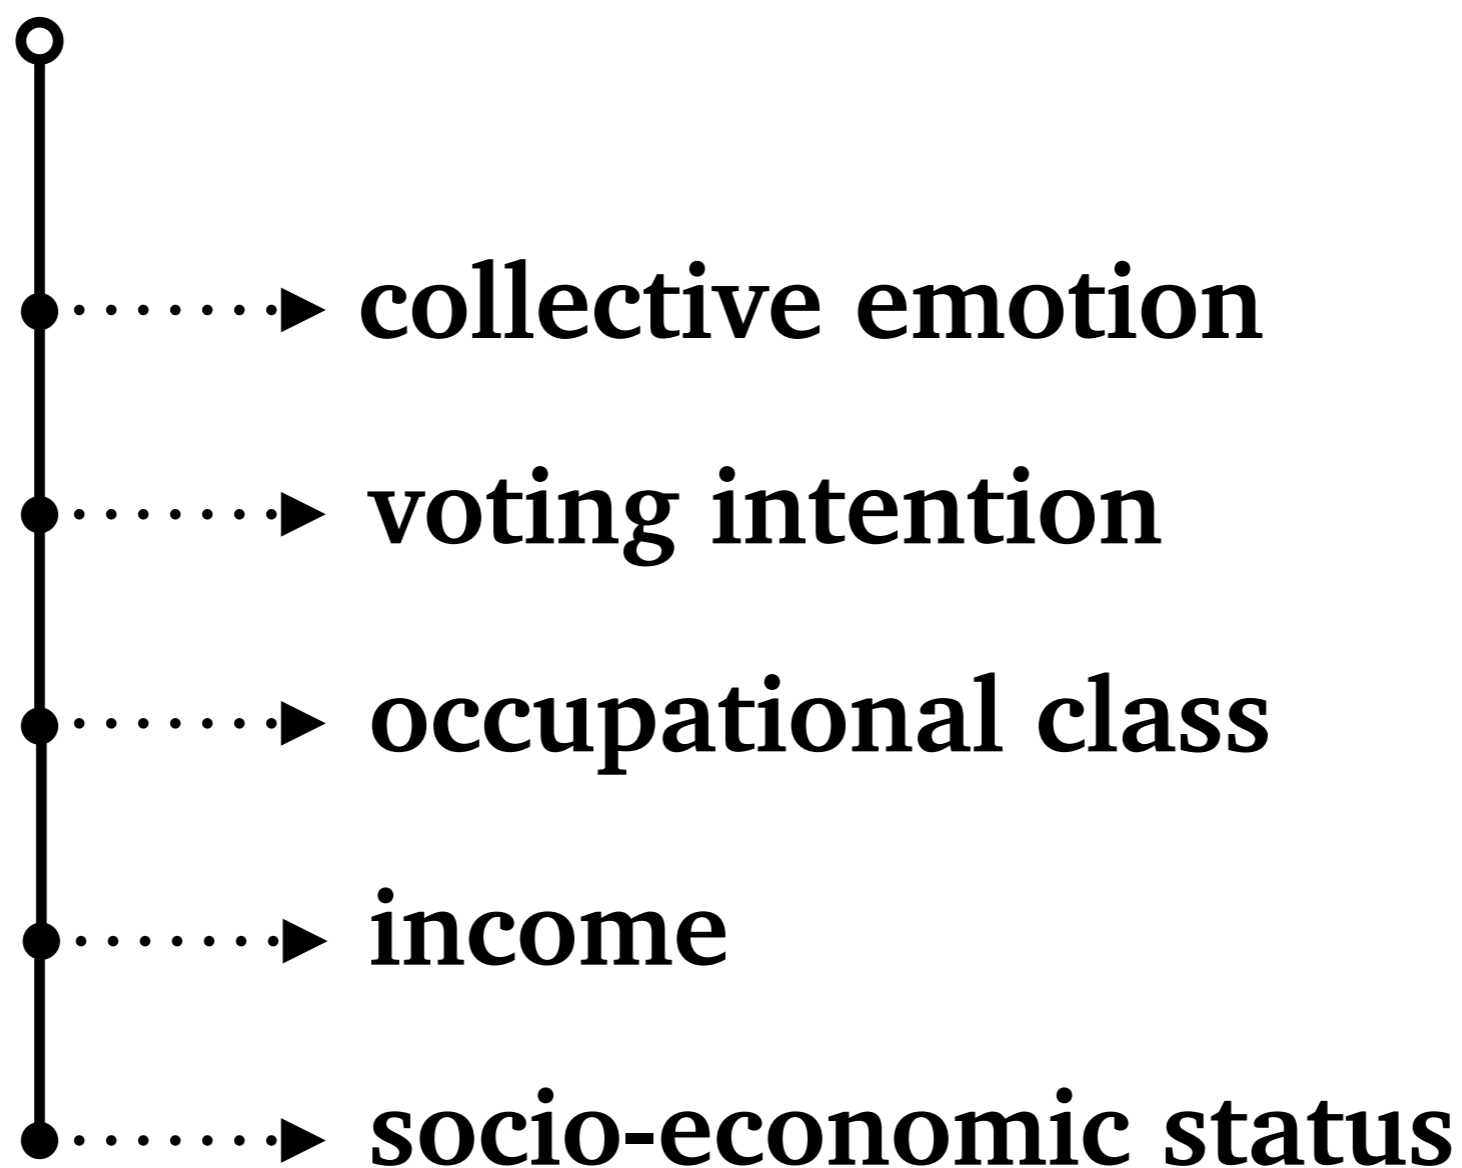 collective emotion
voting intention
occupational class
income
socio-economic status